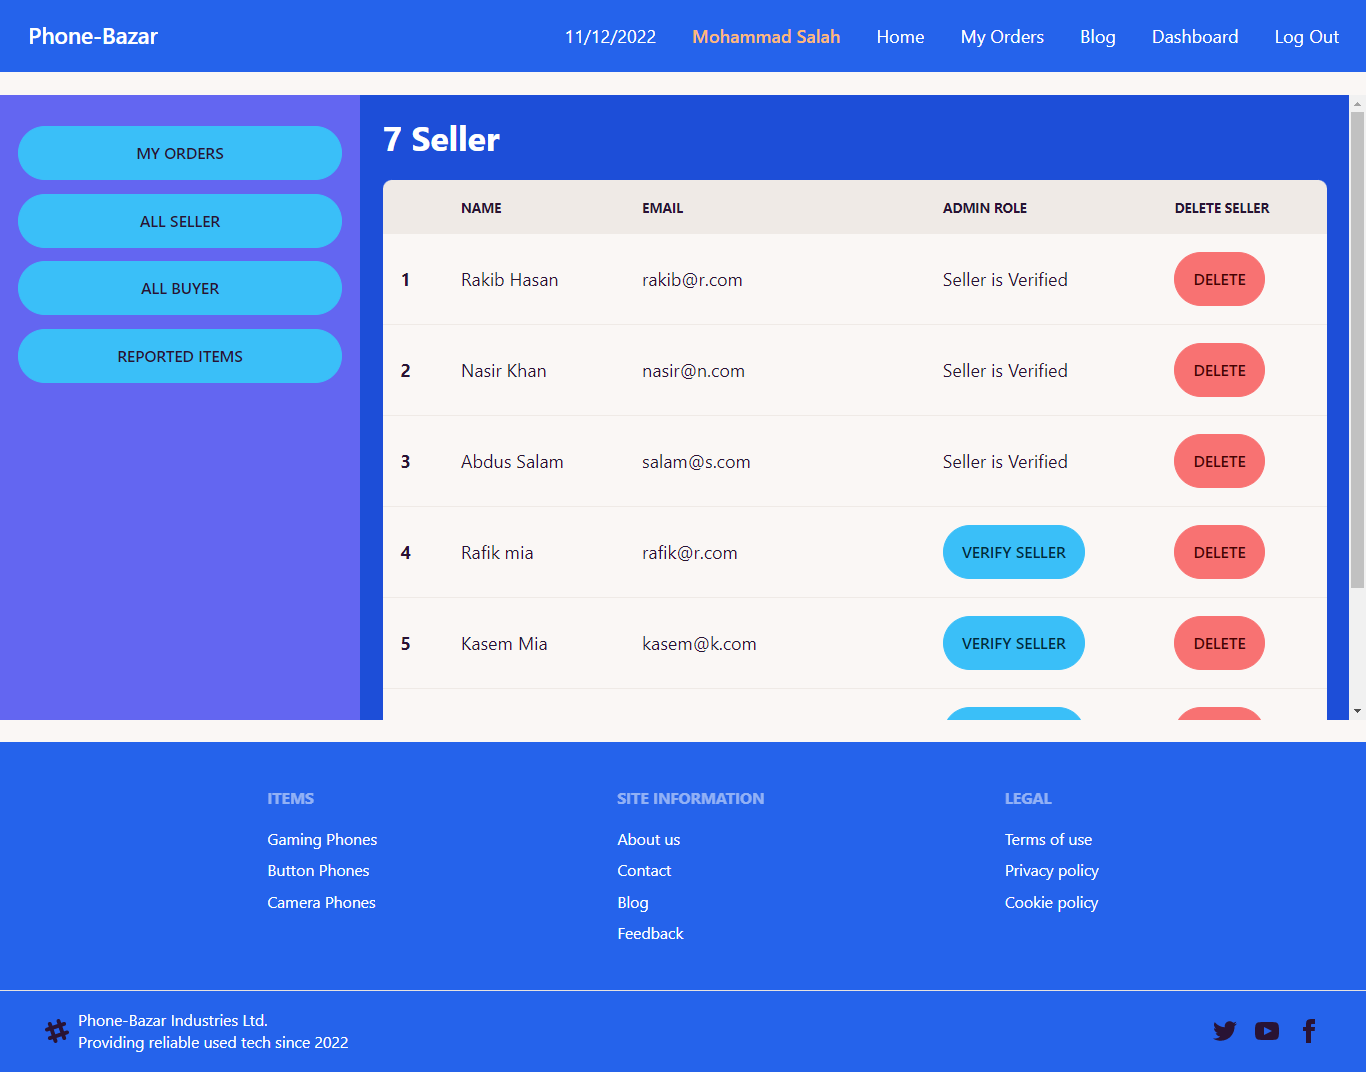 Phone-Bazar 11/12/2022 Mohammad Salah Home My Orders Blog Dashboard Log Out
MY ORDERS
ALL SELLER
ALL BUYER
REPORTED ITEMS
7 Seller
NAME EMAIL ADMIN ROLE DELETE SELLER
1 Rakib Hasan rakib@r.com Seller is Verified DELETE
2 Nasir Khan nasir@n.com Seller is Verified DELETE
3 Abdus Salam salam@s.com Seller is Verified DELETE
4 Rafik mia rafik@r.com VERIFY SELLER DELETE
5 Kasem Mia kasem@k.com VERIFY SELLER DELETE
ITEMS
Gaming Phones
Button Phones
Camera Phones
SITE INFORMATION
About us
Contact
Blog
Feedback
LEGAL
Terms of use
Privacy policy
Cookie policy
Phone-Bazar Industries Ltd.
Providing reliable used tech since 2022